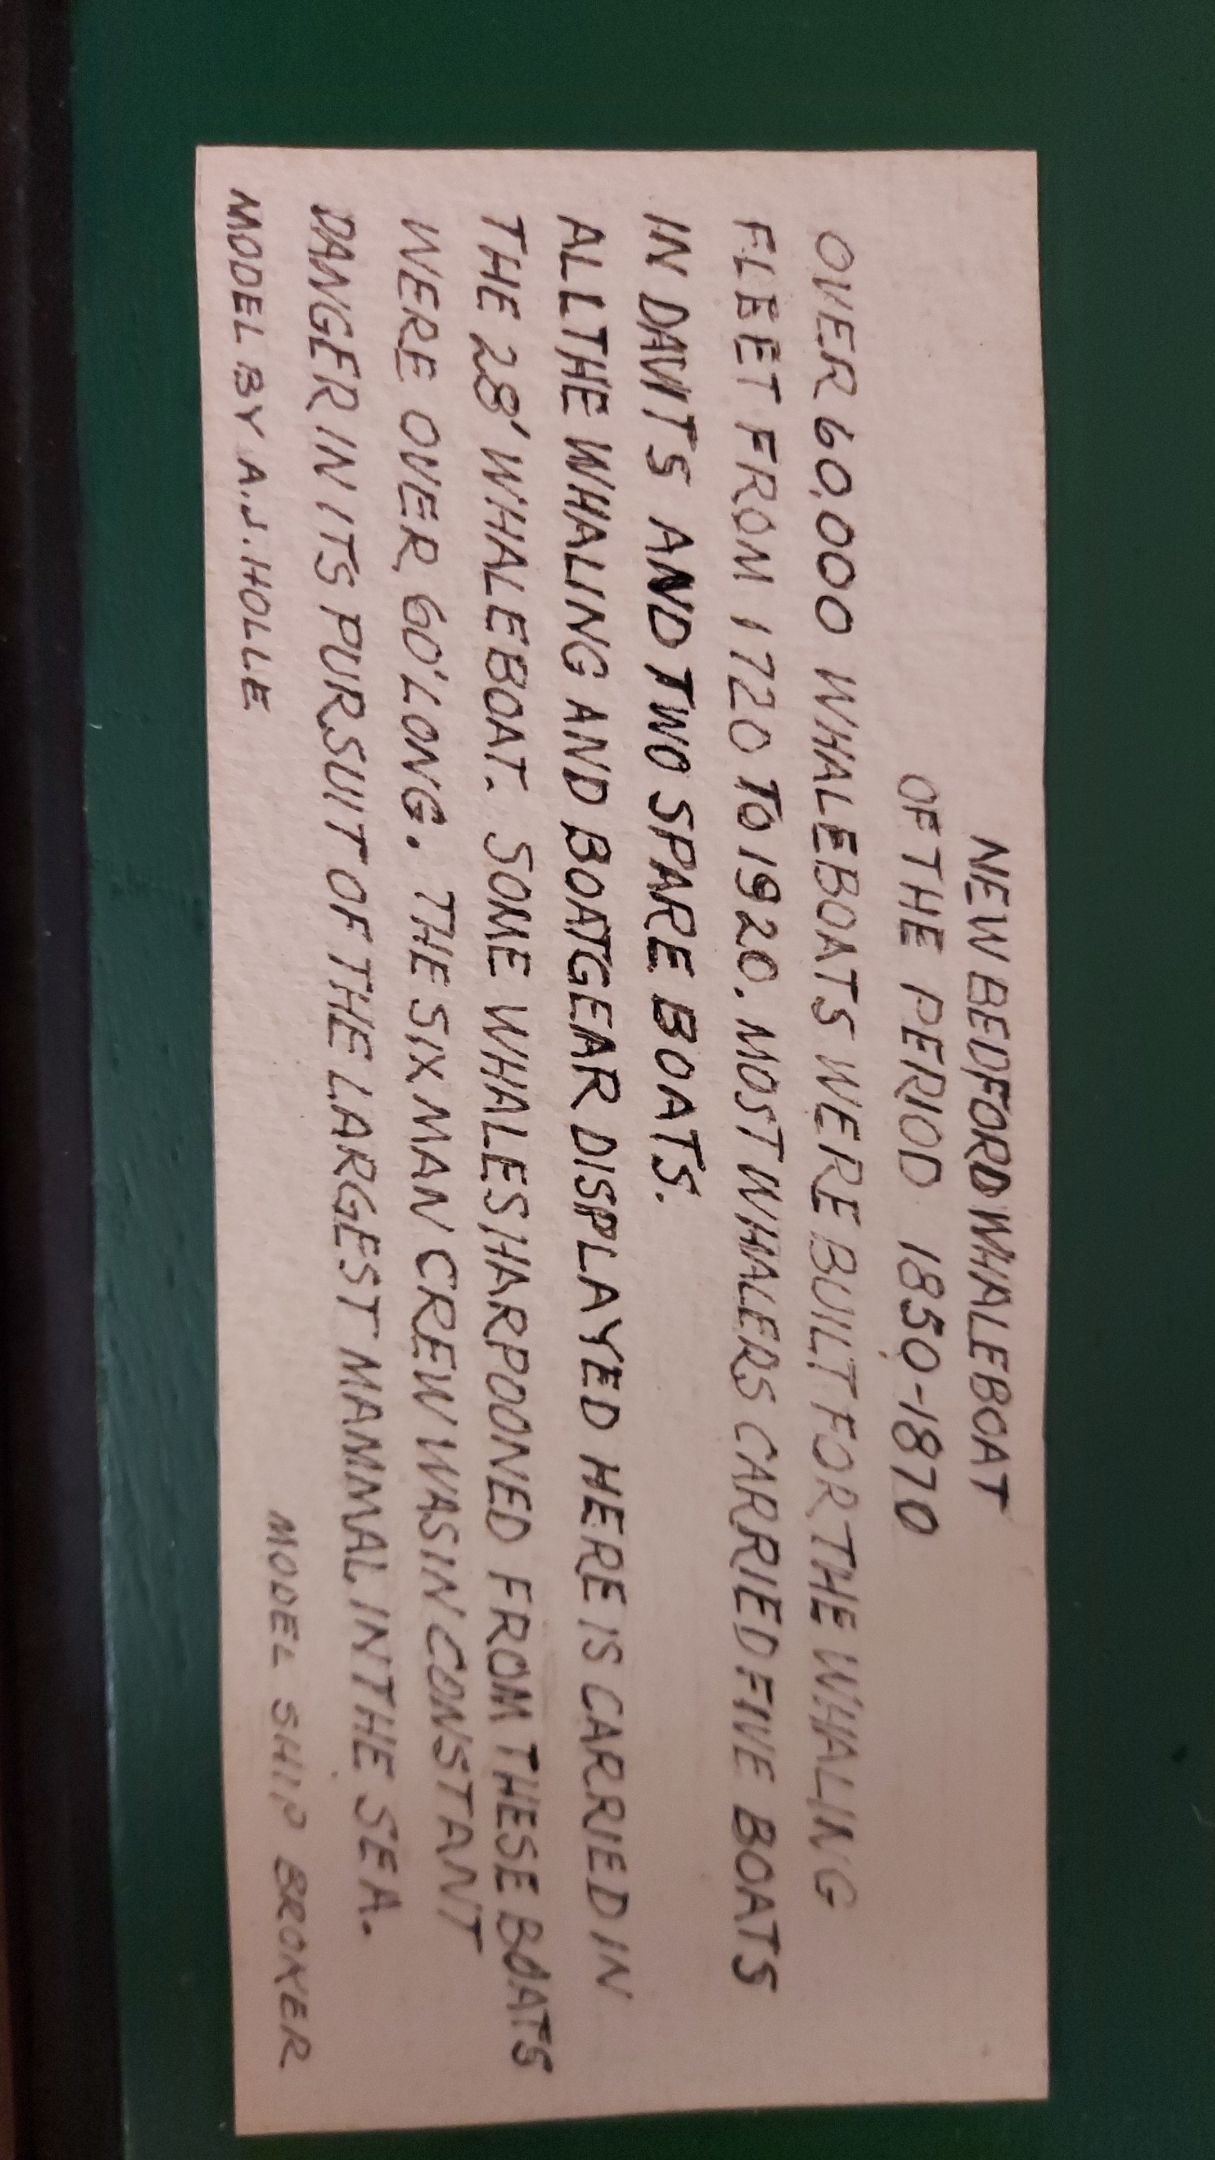 NEW BEDFORD WHALEBOAT
OF THE PERIOD 1850-1870
OVER 60,000 WHALEBOATS WERE BUILT FOR THE WHALING
FLEET FROM 1720 TO 1920. MOST WHALERS CARRIED FIVE BOATS
IN DAVITS AND TWO SPARE BOATS.
ALL THE WHALING AND BOATGEAR DISPLAYED HERE IS CARRIED IN
THE 28' WHALEBOAT. SOME WHALES HARPOONED FROM THESE BOATS
WERE OVER 60' LONG. THE SIX MAN CREW WAS IN CONSTANT
DANGER IN ITS PURSUIT OF THE LARGEST MAMMAL IN THE SEA.
MODEL BY A.J. HOLLE MODEL SHIP BROKER